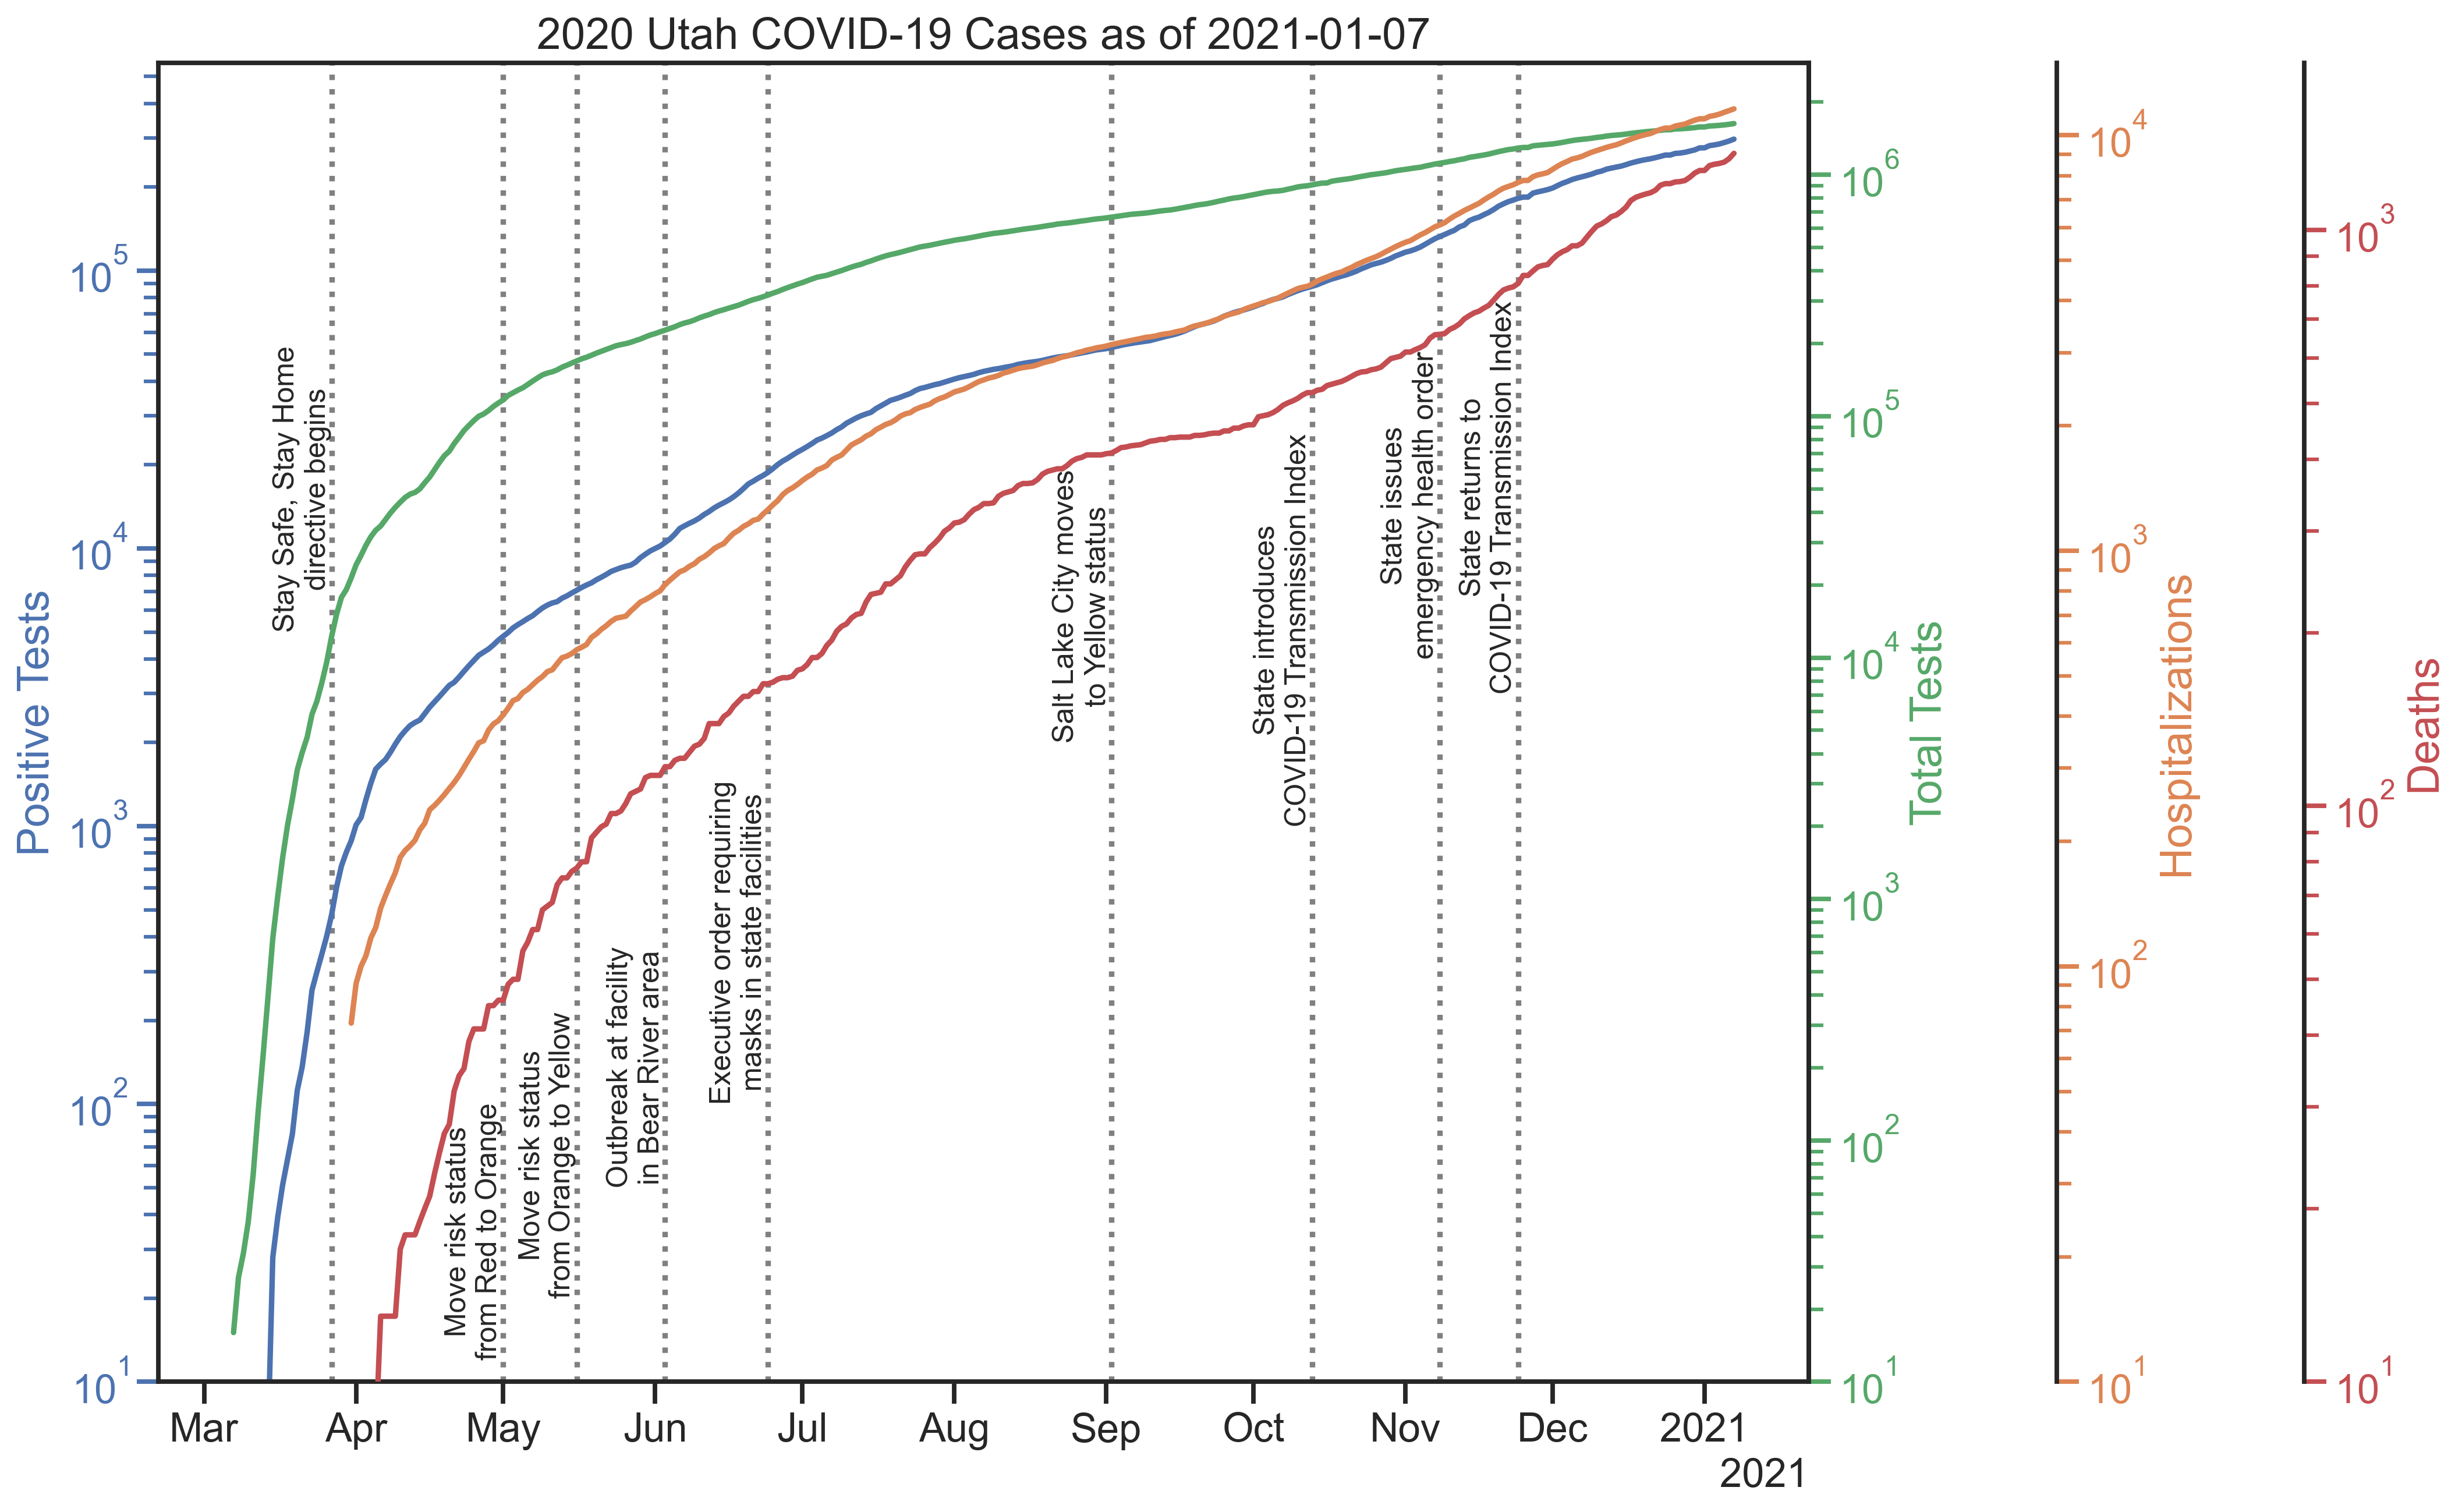 2020 Utah COVID-19 Cases as of 2021-01-07
Positive Tests
10^5
10^4
10^3
10^2
10^1
Stay Safe, Stay Home
directive begins
Move risk status
from Red to Orange
Move risk status
from Orange to Yellow
Outbreak at facility
in Bear River area
Executive order requiring
masks in state facilities
Salt Lake City moves
to Yellow status
State introduces
COVID-19 Transmission Index
State issues
emergency health order
State returns to
COVID-19 Transmission Index
Mar Apr May Jun Jul Aug Sep Oct Nov Dec 2021
2021
10^6
10^5
10^4
10^3
10^2
10^1
Total Tests
10^4
10^3
10^2
10^1
Hospitalizations
10^3
10^2
10^1
Deaths